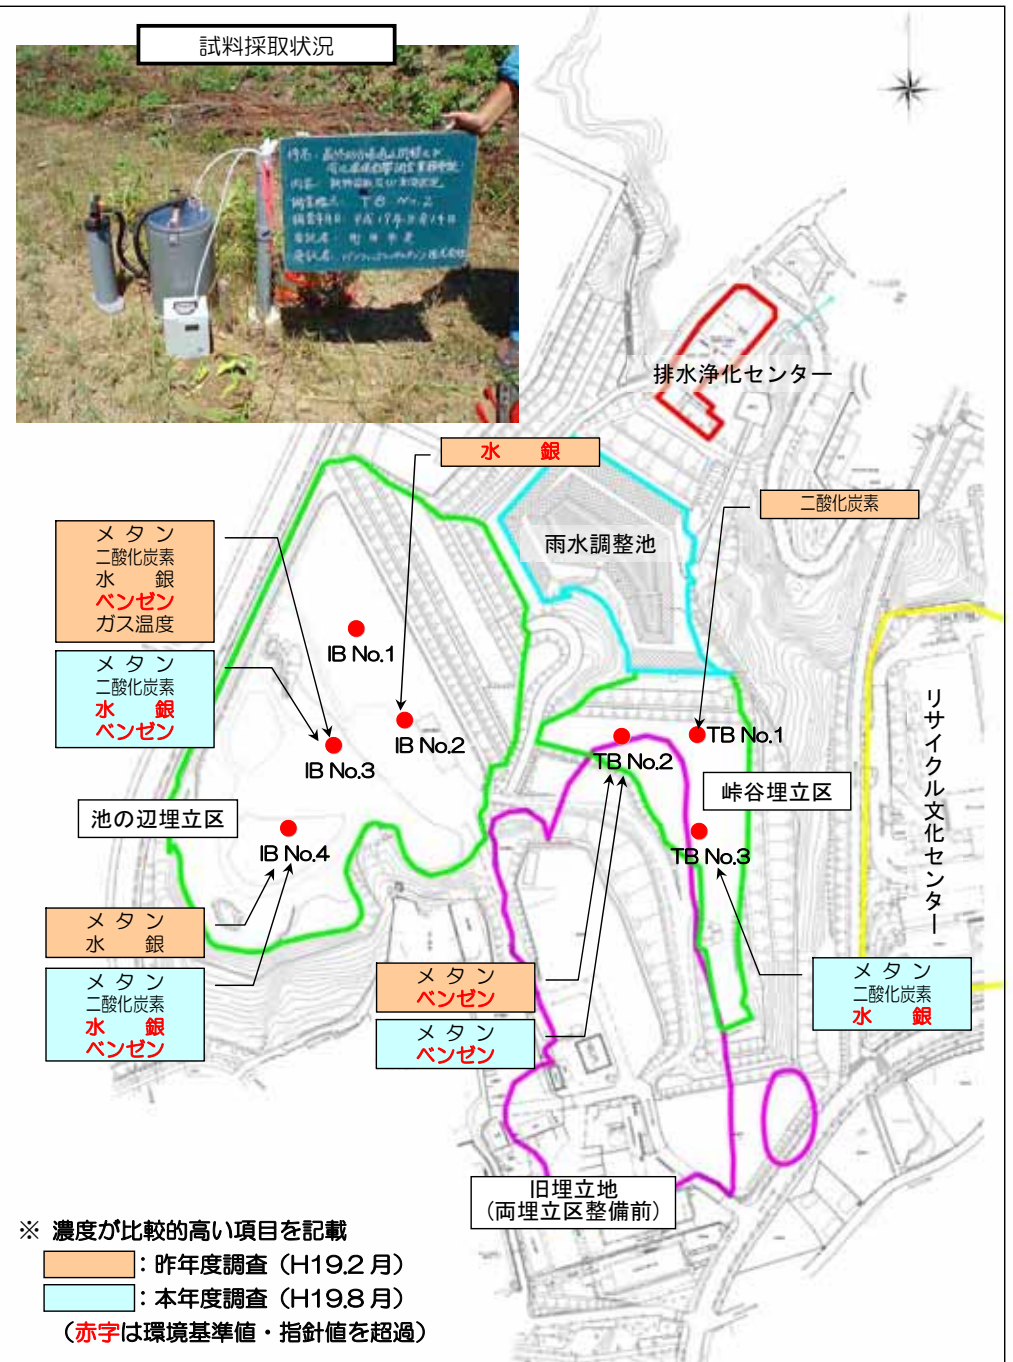 試料採取状況
排水浄化センター
水 銀
二酸化炭素
雨水調整池
メタン
二酸化炭素
水 銀
ベンゼン
ガス温度
メタン
二酸化炭素
水 銀
ベンゼン
IB No.1
IB No.2
IB No.3
IB No.4
池の辺埋立区
TB No.1
TB No.2
TB No.3
峠谷埋立区
リサイクル文化センター
メタン
水 銀
メタン
二酸化炭素
水 銀
ベンゼン
メタン
ベンゼン
メタン
ベンゼン
メタン
二酸化炭素
水 銀
旧埋立地
(両埋立区整備前)
※ 濃度が比較的高い項目を記載
:昨年度調査(H19.2月)
:本年度調査(H19.8月)
(赤字は環境基準値・指針値を超過)